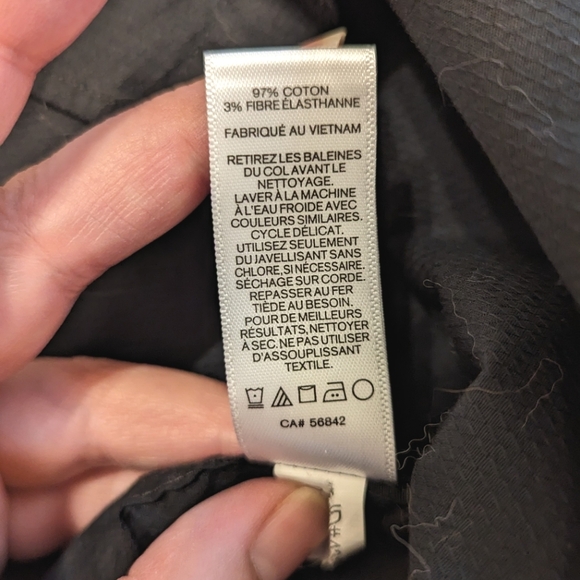 97% COTON
3% FIBRE ÉLASTHANNE
FABRIQUÉ AU VIETNAM
RETIREZ LES BALEINES
DU COL AVANT LE
NETTOYAGE.
LAVER À LA MACHINE
À L'EAU FROIDE AVEC
COULEURS SIMILAIRES.
CYCLE DÉLICAT.
UTILISEZ SEULEMENT
DU JAVELLISANT SANS
CHLORE, SI NÉCESSAIRE.
SÉCHAGE SUR CORDE.
REPASSER AU FER
TIÈDE AU BESOIN.
POUR DE MEILLEURS
RÉSULTATS, NETTOYER
À SEC. NE PAS UTILISER
D'ASSOUPLISSANT
TEXTILE.
CA# 56842